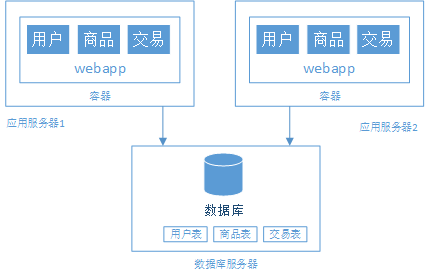 用户 商品 交易
webapp
容器
应用服务器1
用户 商品 交易
webapp
容器
应用服务器2
数据库
用户表 商品表 交易表
数据库服务器